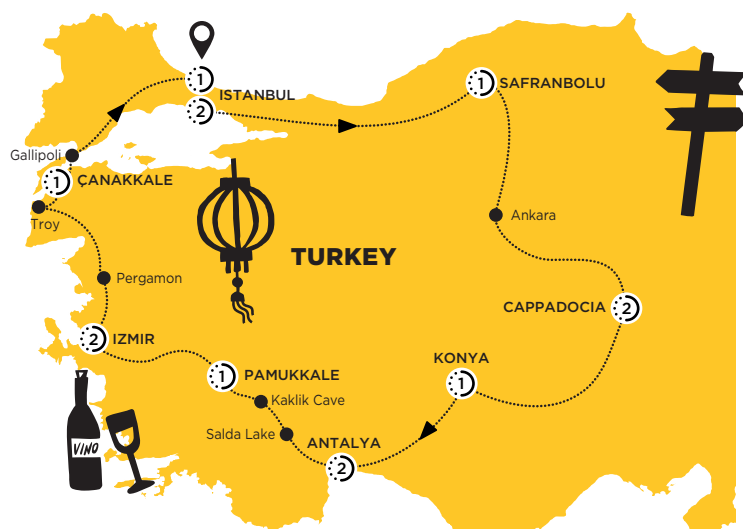 1
ISTANBUL
2
1
SAFRANBOLU
Gallipoli
1
ÇANAKKALE
Troy
Ankara
TURKEY
Pergamon
CAPPADOCIA
2
2
IZMIR
KONYA
1
1
PAMUKKALE
Kaklik Cave
Salda Lake
ANTALYA
2
VINO